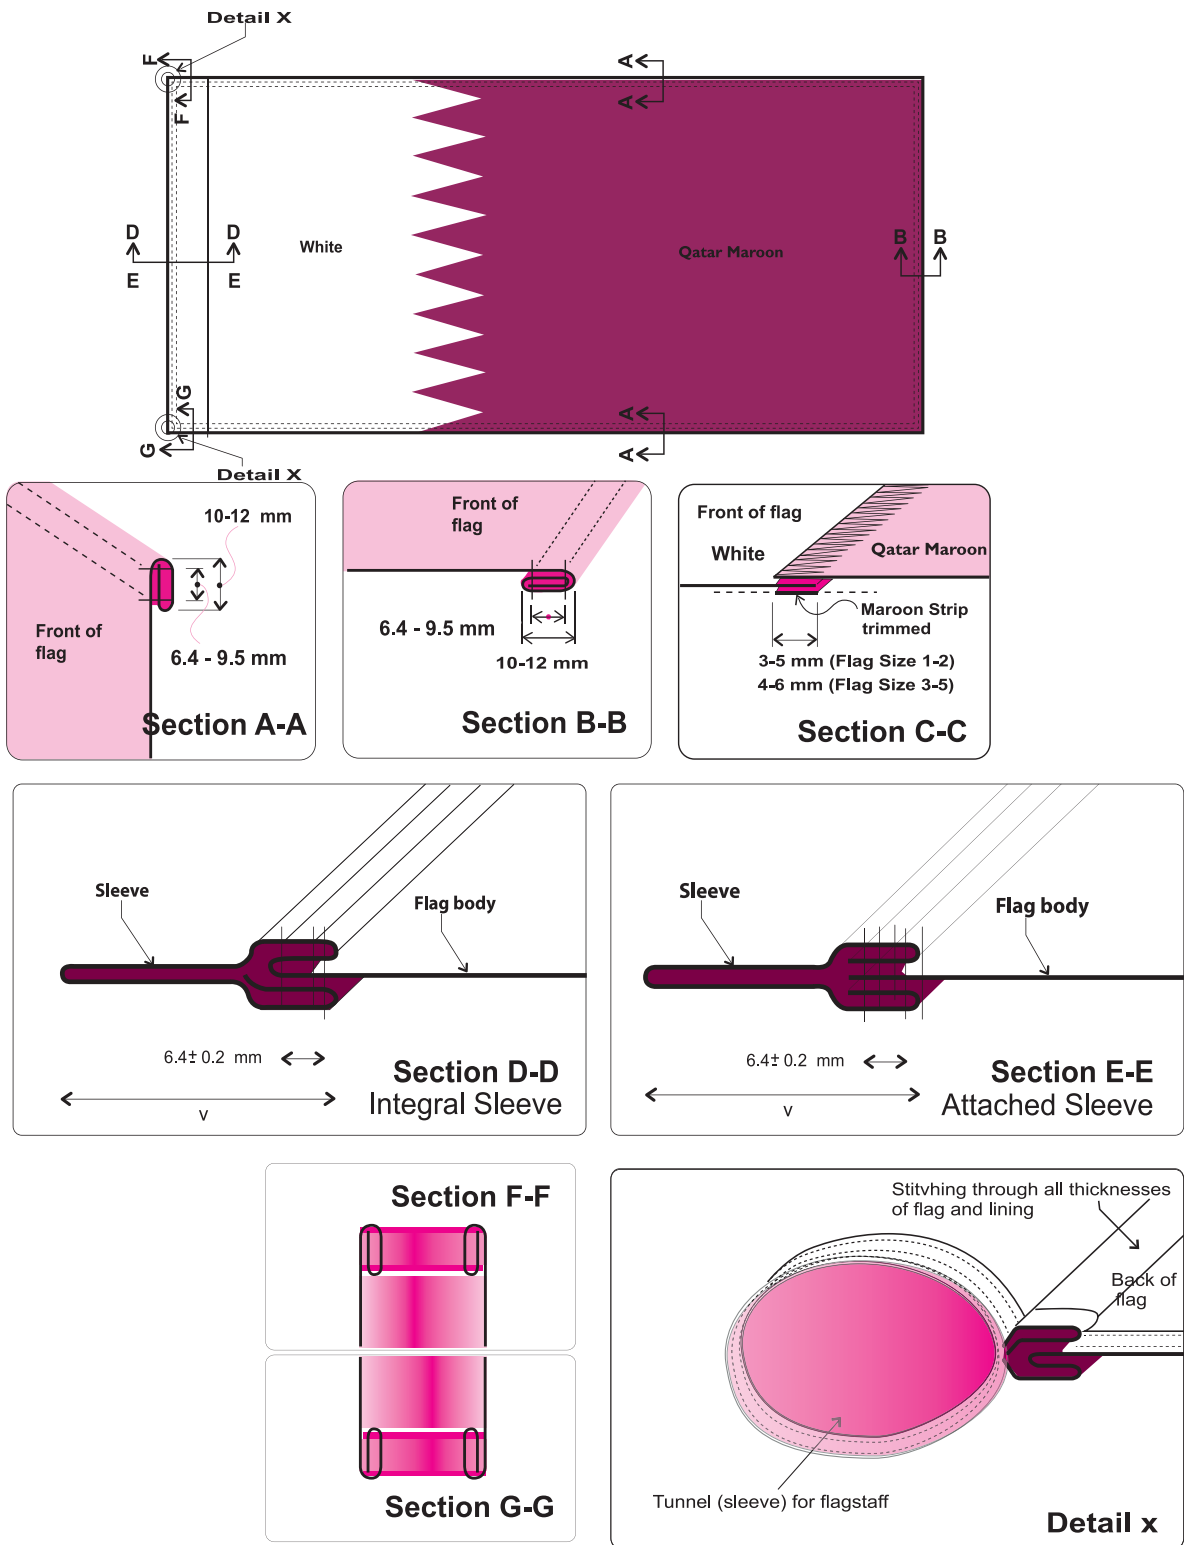 Detail X
F
F
A
A
D
D
E
E
White
Qatar Maroon
B
B
G
G
A
A
Detail X
10-12 mm
Front of
flag
6.4 - 9.5 mm
Section A-A
Front of
flag
6.4 - 9.5 mm
10-12 mm
Section B-B
Front of flag
White
Qatar Maroon
Maroon Strip
trimmed
3-5 mm (Flag Size 1-2)
4-6 mm (Flag Size 3-5)
Section C-C
Sleeve
Flag body
6.4± 0.2 mm
v
Section D-D
Integral Sleeve
Sleeve
Flag body
6.4± 0.2 mm
v
Section E-E
Attached Sleeve
Section F-F
Section G-G
Stitvhing through all thicknesses
of flag and lining
Back of
flag
Tunnel (sleeve) for flagstaff
Detail x